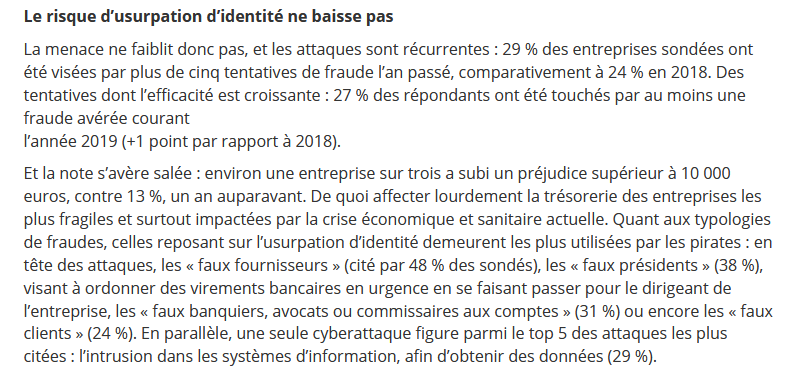 Le risque d’usurpation d’identité ne baisse pas
La menace ne faiblit donc pas, et les attaques sont récurrentes : 29 % des entreprises sondées ont
été visées par plus de cinq tentatives de fraude l’an passé, comparativement à 24 % en 2018. Des
tentatives dont l’efficacité est croissante : 27 % des répondants ont été touchés par au moins une
fraude avérée courant
l’année 2019 (+1 point par rapport à 2018).
Et la note s’avère salée : environ une entreprise sur trois a subi un préjudice supérieur à 10 000
euros, contre 13 %, un an auparavant. De quoi affecter lourdement la trésorerie des entreprises les
plus fragiles et surtout impactées par la crise économique et sanitaire actuelle. Quant aux typologies
de fraudes, celles reposant sur l’usurpation d’identité demeurent les plus utilisées par les pirates : en
tête des attaques, les « faux fournisseurs » (cité par 48 % des sondés), les « faux présidents » (38 %),
visant à ordonner des virements bancaires en urgence en se faisant passer pour le dirigeant de
l’entreprise, les « faux banquiers, avocats ou commissaires aux comptes » (31 %) ou encore les « faux
clients » (24 %). En parallèle, une seule cyberattaque figure parmi le top 5 des attaques les plus
citées : l’intrusion dans les systèmes d’information, afin d’obtenir des données (29 %).